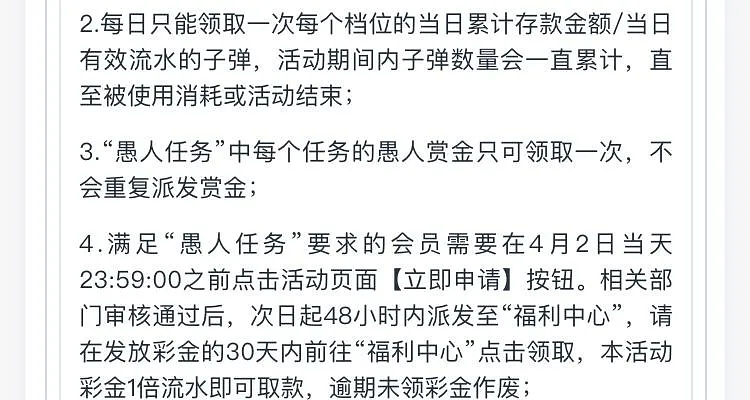 2.每日只能领取一次每个档位的当日累计存款金额/当日
有效流水的子弹，活动期间内子弹数量会一直累计，直
至被使用消耗或活动结束；
3.“愚人任务”中每个任务的愚人赏金只可领取一次，不
会重复派发赏金；
4.满足“愚人任务”要求的会员需要在4月2日当天
23:59:00之前点击活动页面【立即申请】按钮。相关部
门审核通过后，次日起48小时内派发至“福利中心”，请
在发放彩金的30天内前往“福利中心”点击领取，本活动
彩金1倍流水即可取款，逾期未领彩金作废；